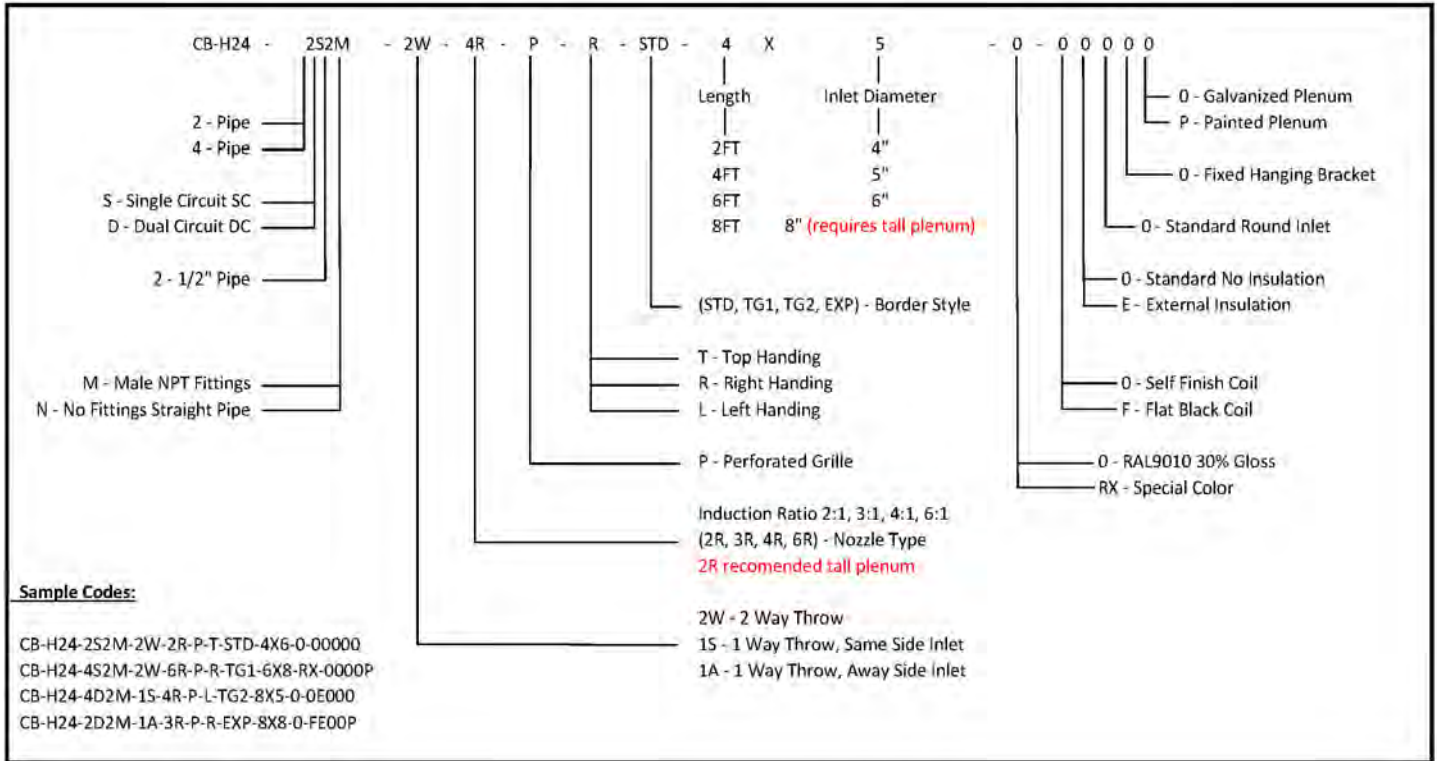 CB-H24 - 2S2M - 2W - 4R - P - R - STD - 4 X 5 - 0 - 0 0 0 0 0
Length Inlet Diameter
2FT 4"
4FT 5"
6FT 6"
8FT 8" (requires tall plenum)
2 - Pipe
4 - Pipe
S - Single Circuit SC
D - Dual Circuit DC
2 - 1/2" Pipe
M - Male NPT Fittings
N - No Fittings Straight Pipe
(STD, TG1, TG2, EXP) - Border Style
T - Top Handing
R - Right Handing
L - Left Handing
P - Perforated Grille
Induction Ratio 2:1, 3:1, 4:1, 6:1
(2R, 3R, 4R, 6R) - Nozzle Type
2R recomended tall plenum
2W - 2 Way Throw
1S - 1 Way Throw, Same Side Inlet
1A - 1 Way Throw, Away Side Inlet
0 - Galvanized Plenum
P - Painted Plenum
0 - Fixed Hanging Bracket
0 - Standard Round Inlet
0 - Standard No Insulation
E - External Insulation
0 - Self Finish Coil
F - Flat Black Coil
0 - RAL9010 30% Gloss
RX - Special Color
Sample Codes:
CB-H24-2S2M-2W-2R-P-T-STD-4X6-0-00000
CB-H24-4S2M-2W-6R-P-R-TG1-6X8-RX-0000P
CB-H24-4D2M-1S-4R-P-L-TG2-8X5-0-0E000
CB-H24-2D2M-1A-3R-P-R-EXP-8X8-0-FE00P